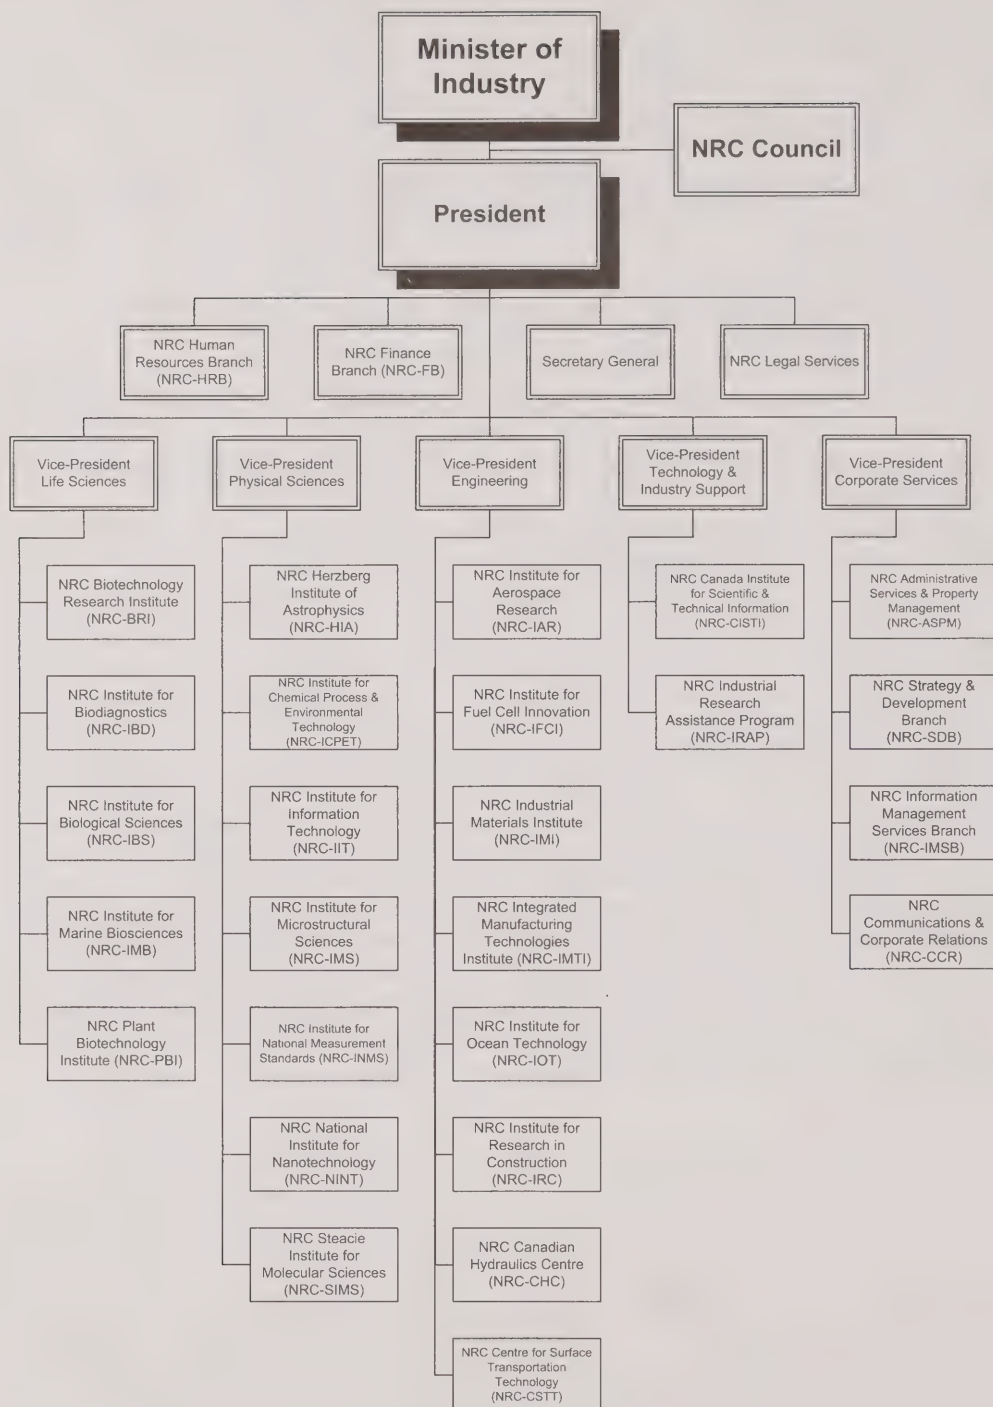 Minister of
Industry
NRC Council
President
NRC Human
Resources Branch
(NRC-HRB)
NRC Finance
Branch (NRC-FB)
Secretary General
NRC Legal Services
Vice-President
Life Sciences
Vice-President
Physical Sciences
Vice-President
Engineering
Vice-President
Technology &
Industry Support
Vice-President
Corporate Services
NRC Biotechnology
Research Institute
(NRC-BRI)
NRC Institute for
Biodiagnostics
(NRC-IBD)
NRC Institute for
Biological Sciences
(NRC-IBS)
NRC Institute for
Marine Biosciences
(NRC-IMB)
NRC Plant
Biotechnology
Institute (NRC-PBI)
NRC Herzberg
Institute of
Astrophysics
(NRC-HIA)
NRC Institute for
Chemical Process &
Environmental
Technology
(NRC-ICPET)
NRC Institute for
Information
Technology
(NRC-IIT)
NRC Institute for
Microstructural
Sciences
(NRC-IMS)
NRC Institute for
National Measurement
Standards (NRC-INMS)
NRC National
Institute for
Nanotechnology
(NRC-NINT)
NRC Steacie
Institute for
Molecular Sciences
(NRC-SIMS)
NRC Institute for
Aerospace
Research
(NRC-IAR)
NRC Institute for
Fuel Cell Innovation
(NRC-IFCI)
NRC Industrial
Materials Institute
(NRC-IMI)
NRC Integrated
Manufacturing
Technologies
Institute (NRC-IMTI)
NRC Institute for
Ocean Technology
(NRC-IOT)
NRC Institute for
Research in
Construction
(NRC-IRC)
NRC Canadian
Hydraulics Centre
(NRC-CHC)
NRC Centre for Surface
Transportation
Technology
(NRC-CSTT)
NRC Canada Institute
for Scientific &
Technical Information
(NRC-CISTI)
NRC Industrial
Research
Assistance Program
(NRC-IRAP)
NRC Administrative
Services & Property
Management
(NRC-ASPM)
NRC Strategy &
Development
Branch
(NRC-SDB)
NRC Information
Management
Services Branch
(NRC-IMSB)
NRC
Communications &
Corporate Relations
(NRC-CCR)